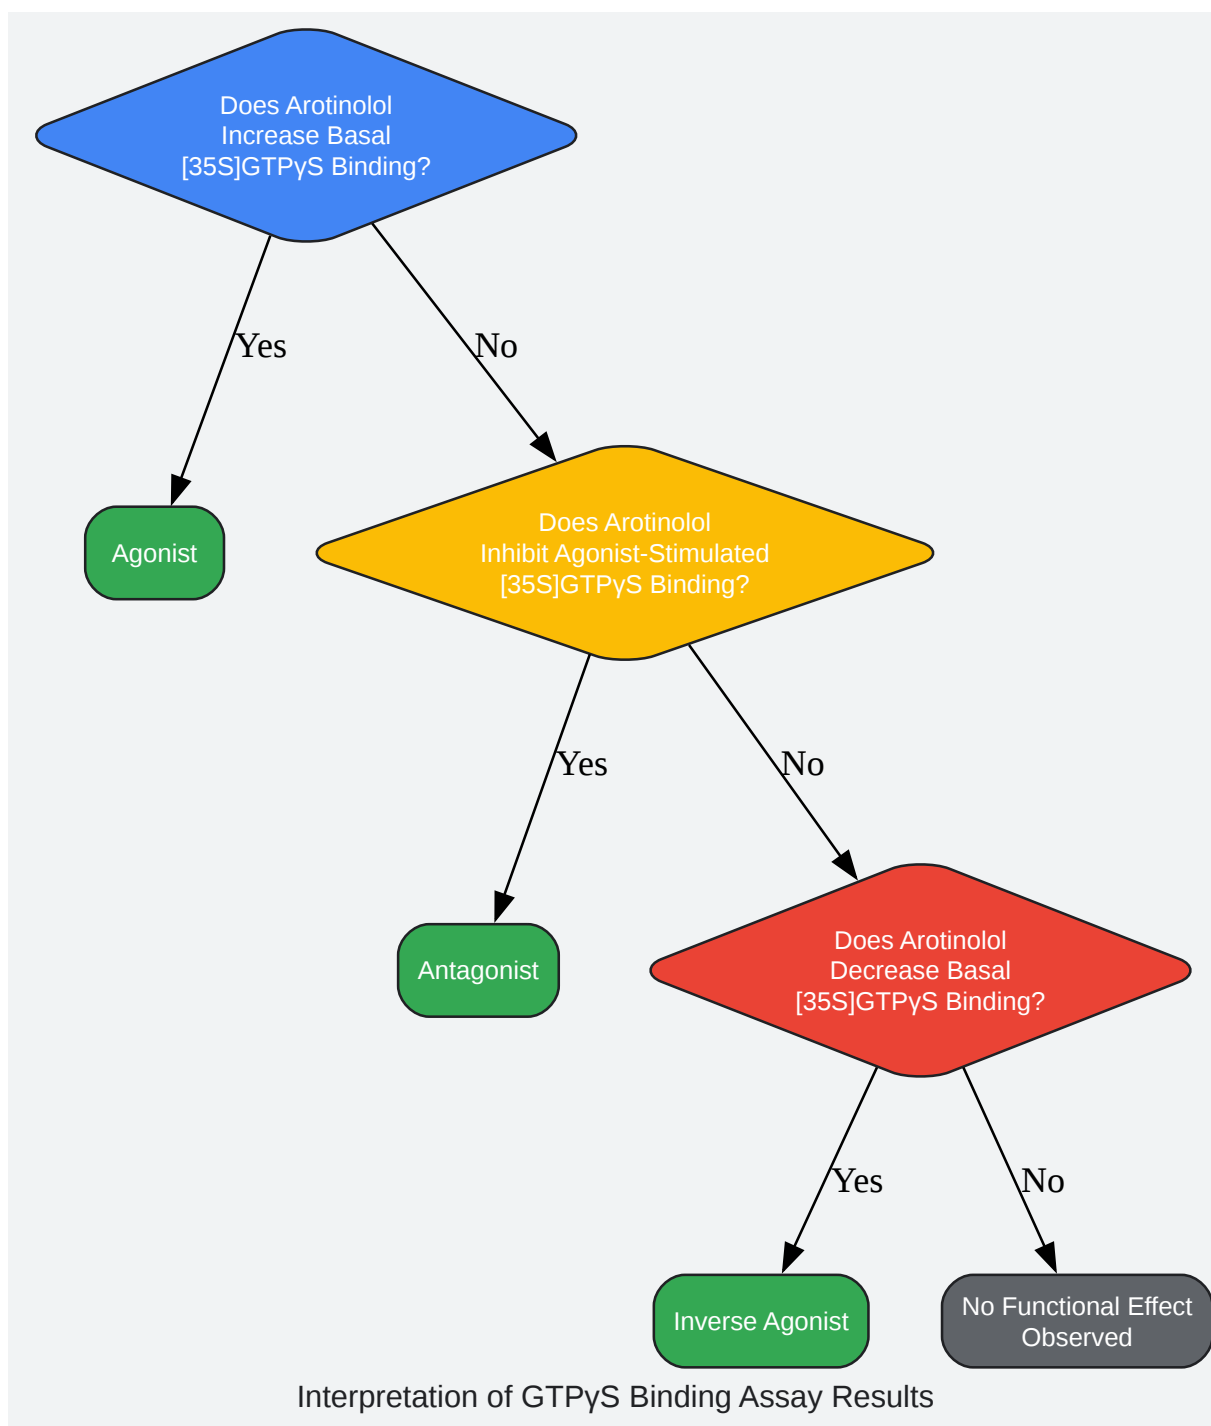 Does Arotinolol
Increase Basal
[35S]GTPγS Binding?
Yes
No
Agonist
Does Arotinolol
Inhibit Agonist-Stimulated
[35S]GTPγS Binding?
Yes
No
Antagonist
Does Arotinolol
Decrease Basal
[35S]GTPγS Binding?
Yes
No
Inverse Agonist
No Functional Effect
Observed
Interpretation of GTPγS Binding Assay Results